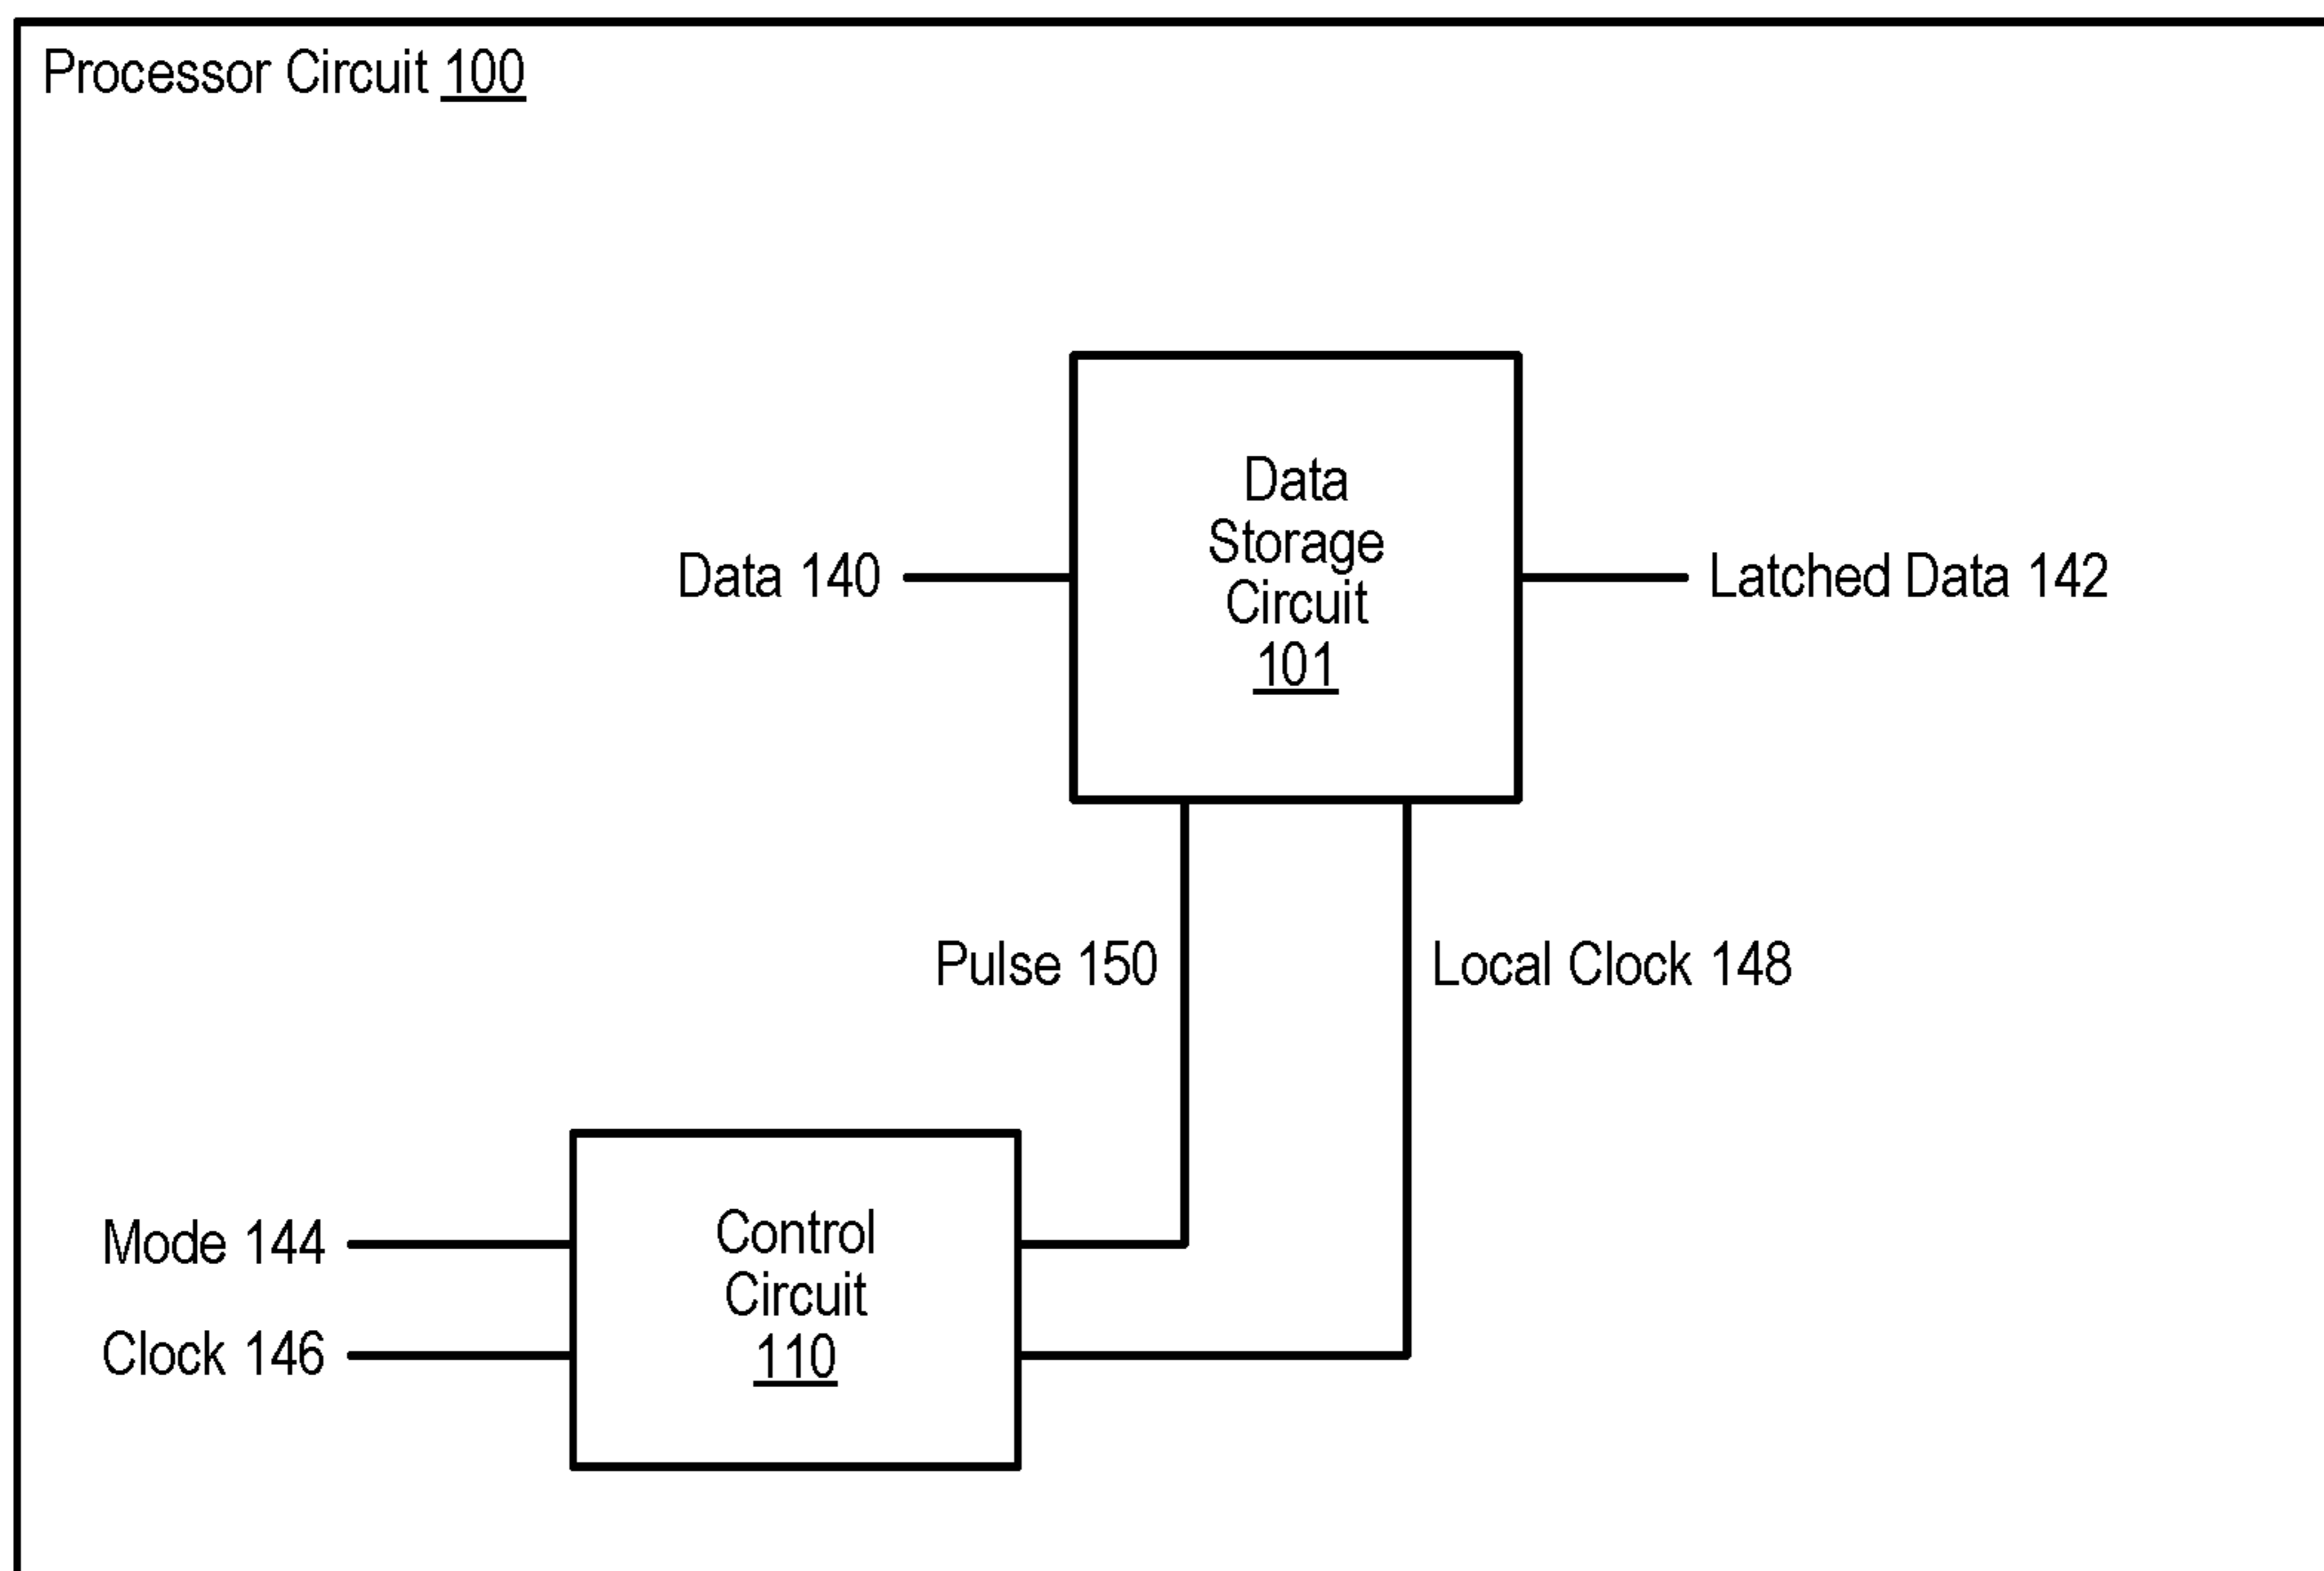 Processor Circuit 100
Data
Storage
Circuit
101
Data 140
Latched Data 142
Pulse 150
Local Clock 148
Control
Circuit
110
Mode 144
Clock 146